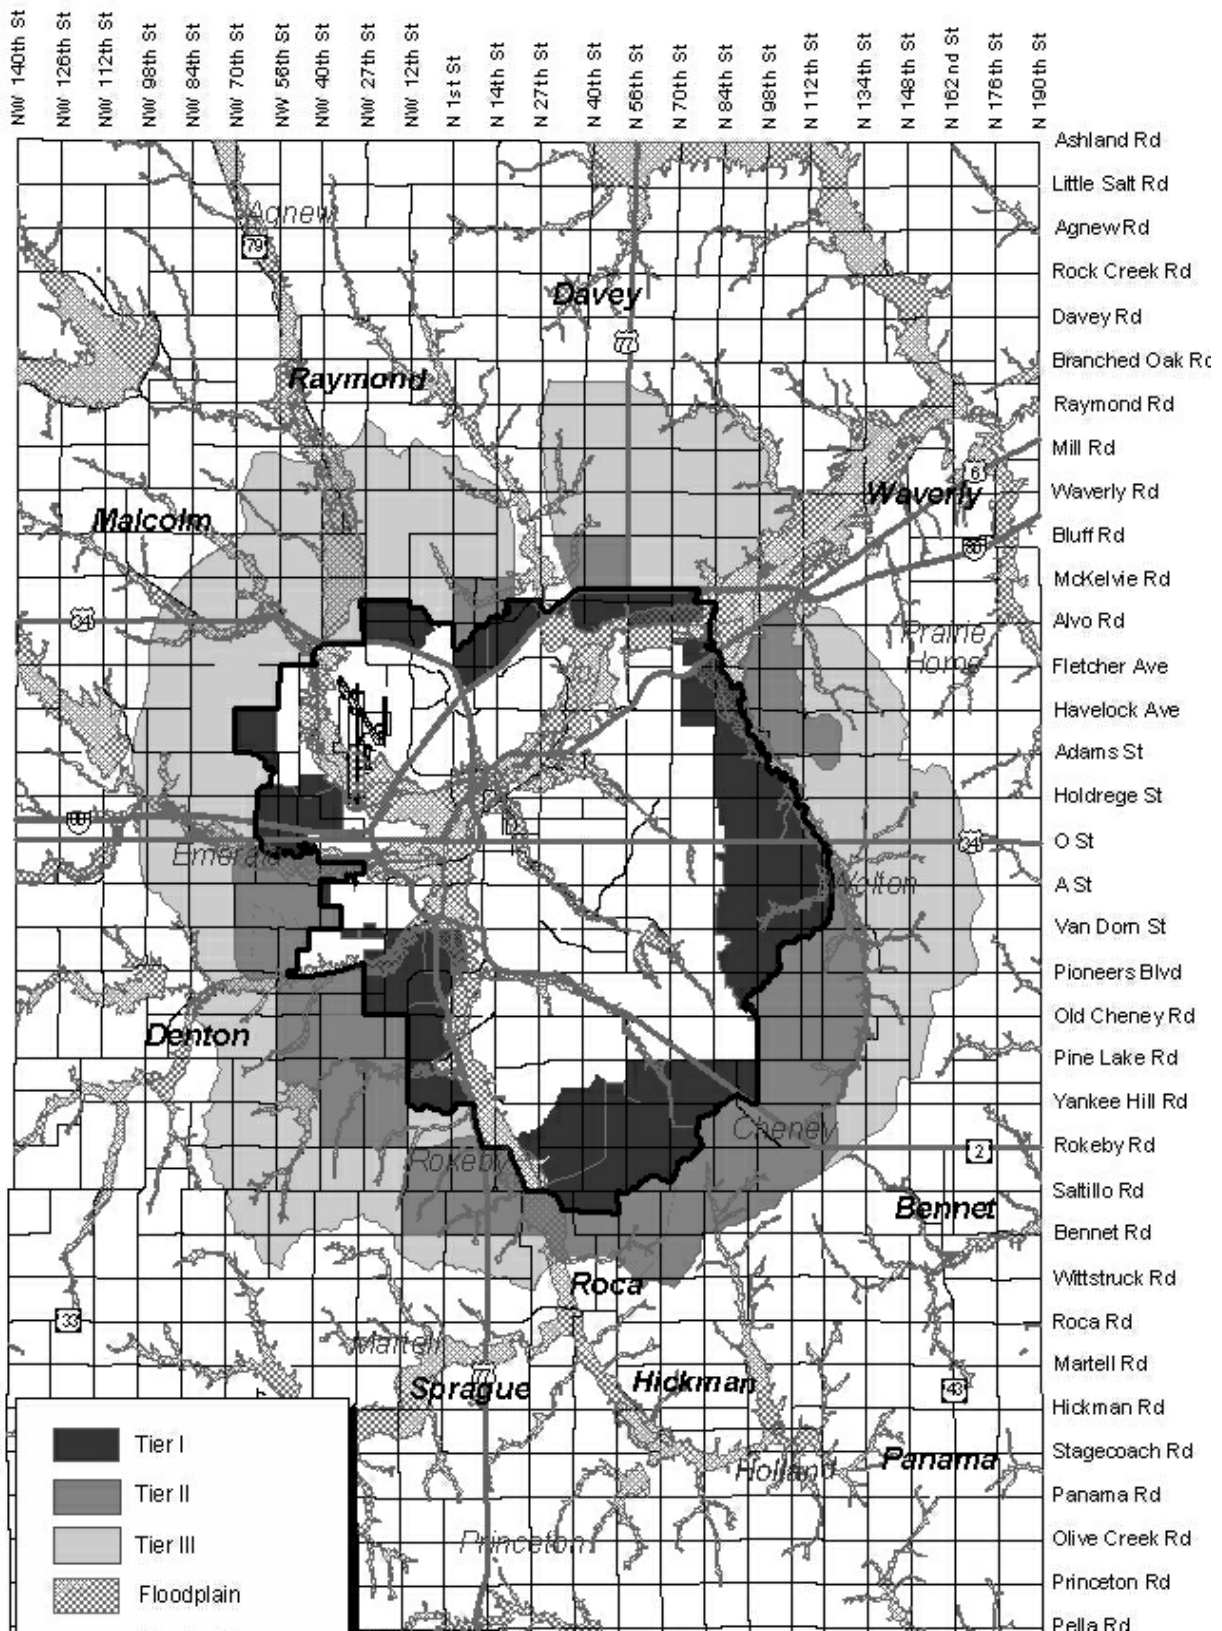 NW 140th St
NW 126th St
NW 112th St
NW 98th St
NW 84th St
NW 70th St
NW 56th St
NW 40th St
NW 27th St
NW 12th St
N 1st St
N 14th St
N 27th St
N 40th St
N 56th St
N 70th St
N 84th St
N 98th St
N 112th St
N 134th St
N 148th St
N 162nd St
N 176th St
N 190th St
Ashland Rd
Little Salt Rd
Agnew
Agnew Rd
79
Rock Creek Rd
Davey
Davey Rd
77
Branched Oak Rd
Raymond
Raymond Rd
Mill Rd
6
Waverly
Waverly Rd
Malcolm
Bluff Rd
80
McKelvie Rd
34
Alvo Rd
Prairie
Home
Fletcher Ave
Havelock Ave
Adams St
Holdrege St
80
O St
34
Emerald
A St
Walton
Van Dorn St
Pioneers Blvd
Old Cheney Rd
Denton
Pine Lake Rd
Yankee Hill Rd
Cheney
Rokeby Rd
2
Rokeby
Saltillo Rd
Bennet
Bennet Rd
Wittstruck Rd
Roca
33
Roca Rd
Martell
Martell Rd
77
Sprague
Hickman
43
Hickman Rd
Stagecoach Rd
Panama
Holland
Panama Rd
Princeton
Olive Creek Rd
Princeton Rd
Pella Rd
Tier I
Tier II
Tier III
Floodplain